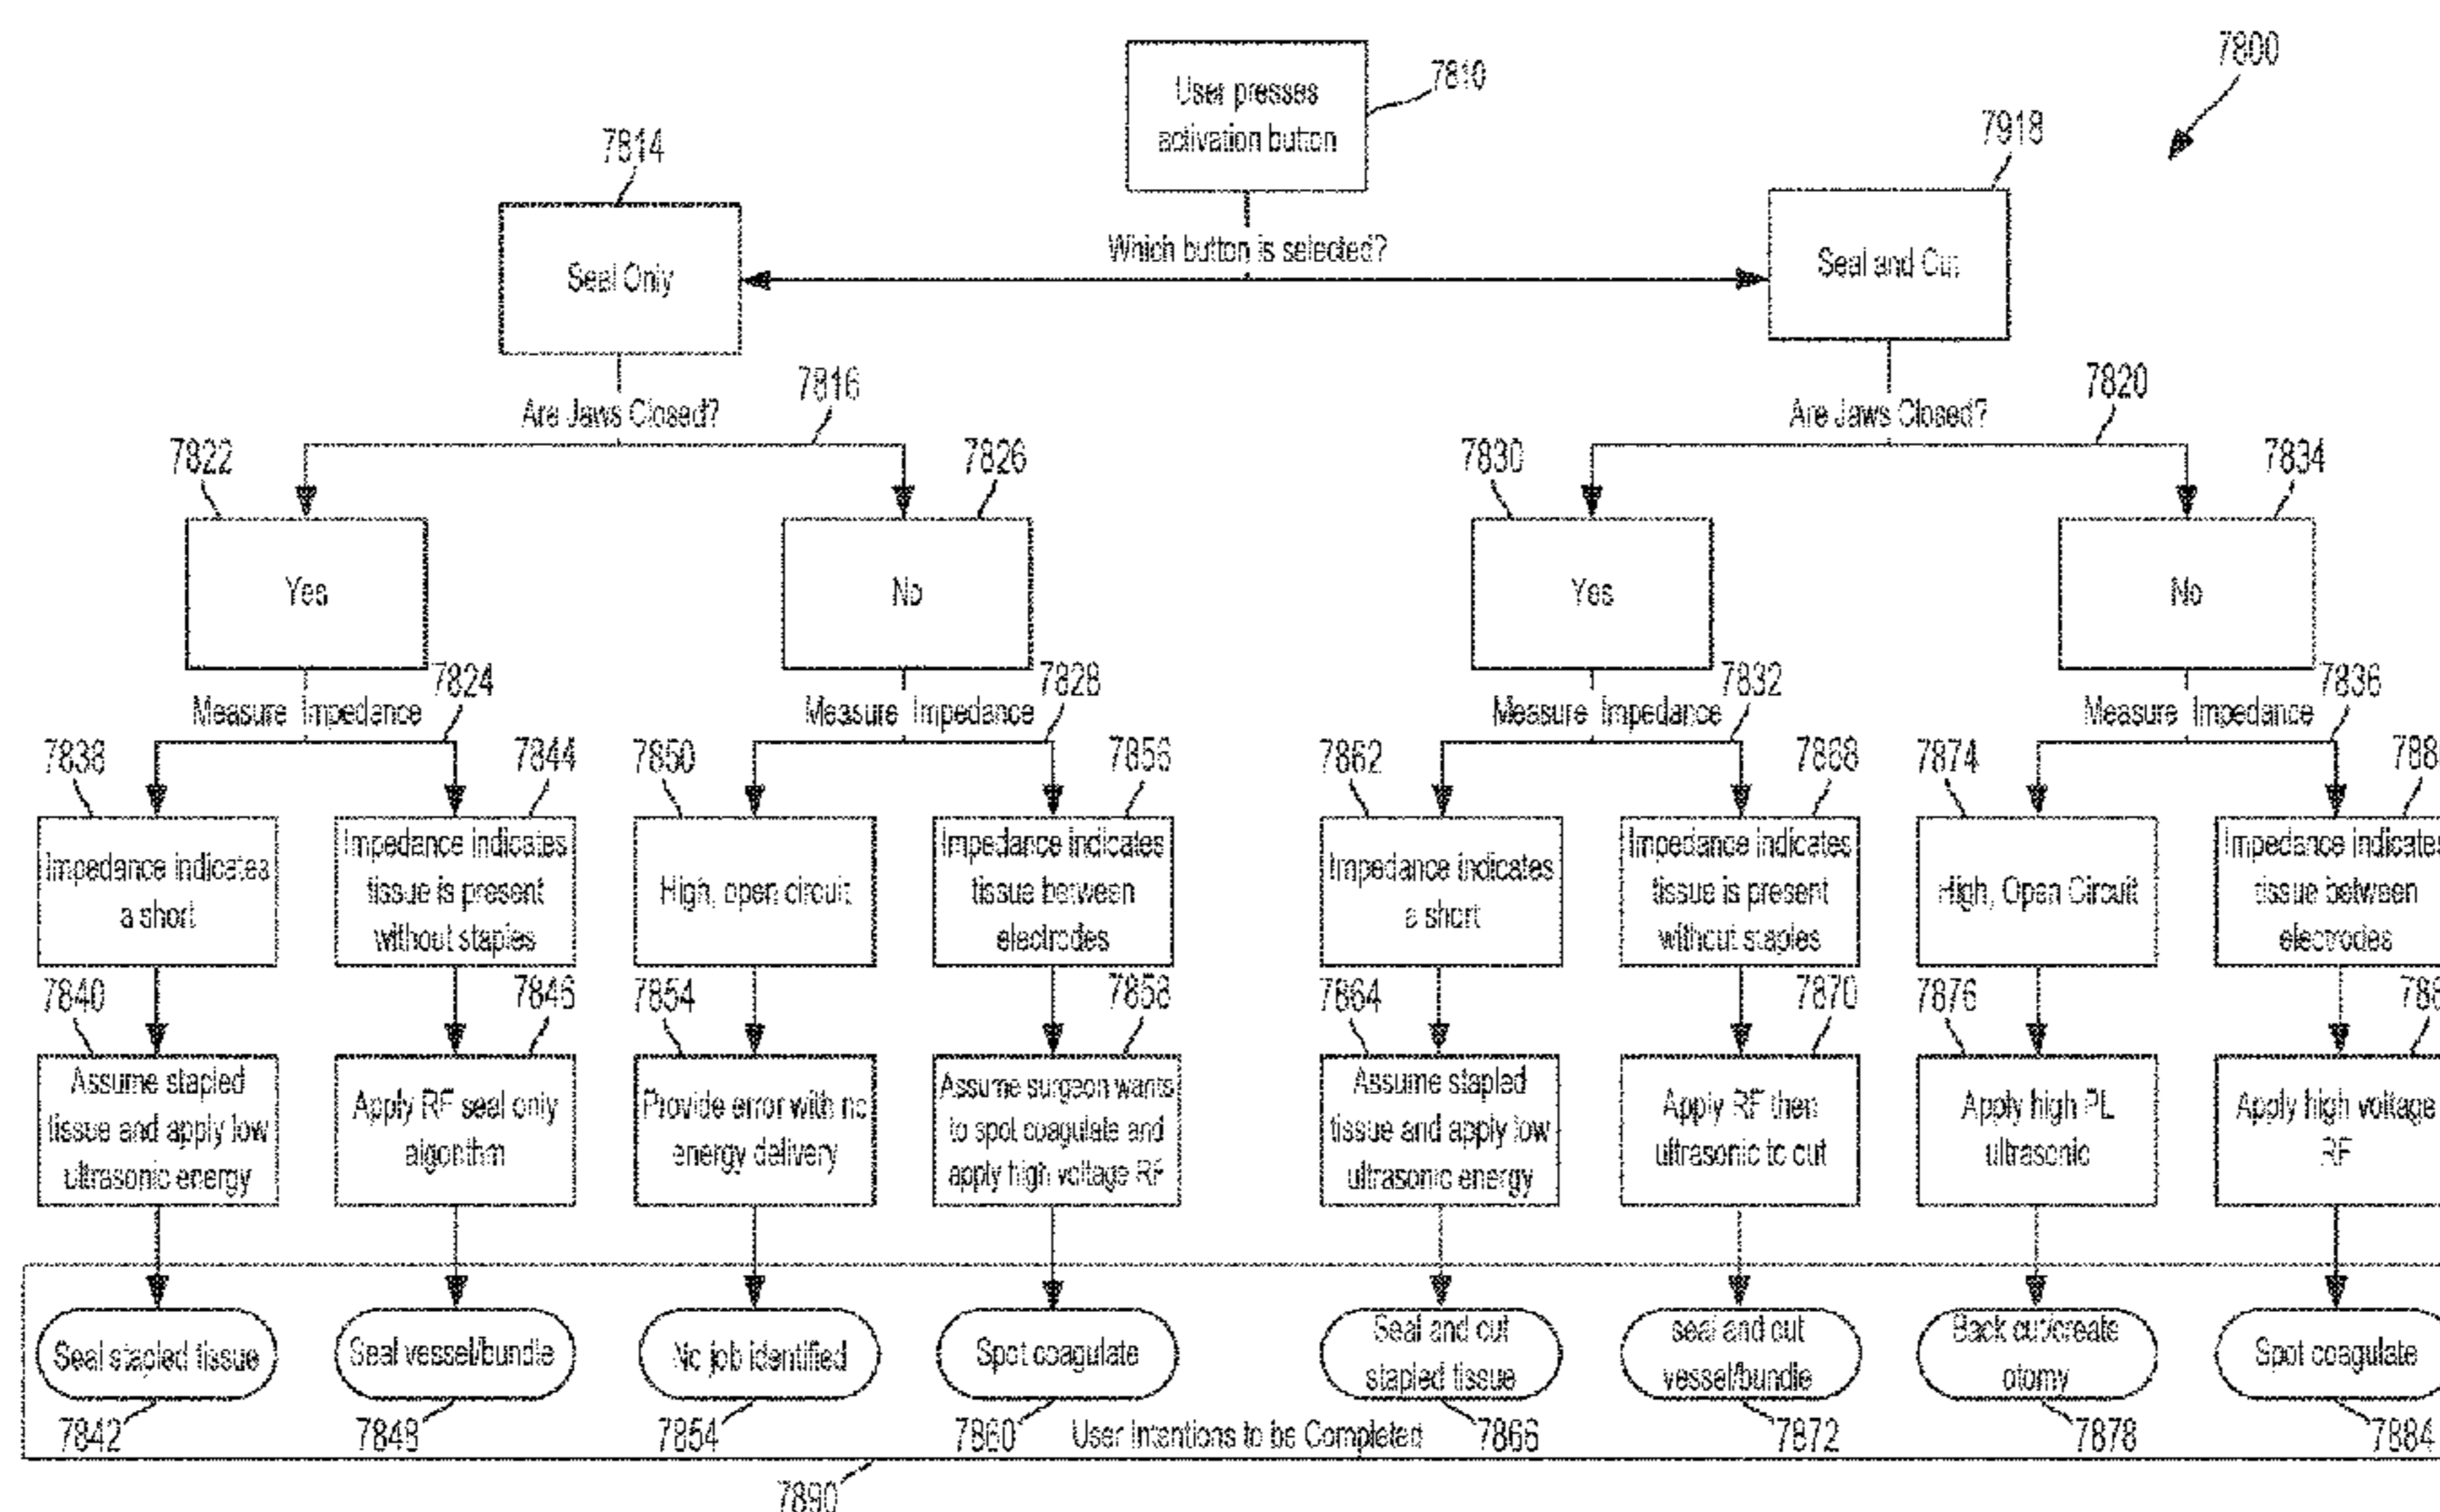 7800
User presses
activation button
7810
7814
7918
Seal Only
Which button is selected?
Seal and Cut
Are Jaws Closed?
7816
Are Jaws Closed?
7820
7822
7826
7830
7834
Yes
No
Yes
No
Measure Impedance
7824
Measure Impedance
7828
Measure Impedance
7832
Measure Impedance
7836
7838
7844
7850
7856
7862
7868
7874
Impedance indicates
a short
Impedance indicates
tissue is present
without staples
High, open circuit
Impedance indicates
tissue between
electrodes
Impedance indicates
a short
Impedance indicates
tissue is present
without staples
High, Open Circuit
Impedance indicates
tissue between
electrodes
7840
7846
7854
7858
7864
7870
7876
Assume stapled
tissue and apply low
ultrasonic energy
Apply RF seal only
algorithm
Provide error with no
energy delivery
Assume surgeon wants
to spot coagulate and
apply high voltage RF
Assume stapled
tissue and apply low
ultrasonic energy
Apply RF then
ultrasonic to cut
Apply high PL
ultrasonic
Apply high voltage
RF
Seal stapled tissue
Seal vessel/bundle
No job identified
Spot coagulate
Seal and cut
stapled tissue
seal and cut
vessel/bundle
Back cut/create
otomy
Spot coagulate
7842
7848
7854
7860
User Intentions to be Completed
7866
7872
7878
7884
7890